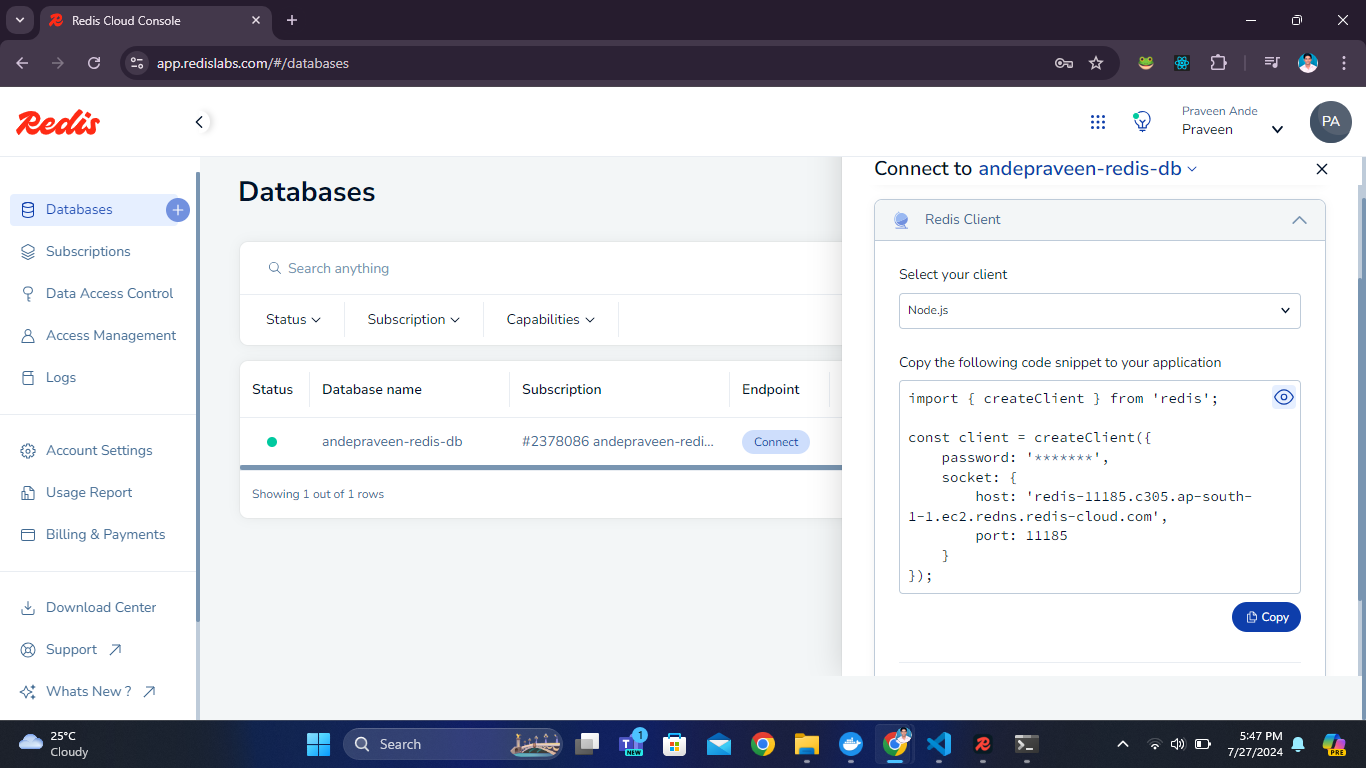 Redis Cloud Console
app.redislabs.com/#/databases
Redis
Praveen Ande
Praveen
PA
Databases
Subscriptions
Data Access Control
Access Management
Logs
Account Settings
Usage Report
Billing & Payments
Download Center
Support
Whats New ?
Databases
Search anything
Status
Subscription
Capabilities
Status Database name Subscription Endpoint
andepraveen-redis-db #2378086 andepraveen-redi... Connect
Showing 1 out of 1 rows
Connect to andepraveen-redis-db
Redis Client
Select your client
Node.js
Copy the following code snippet to your application
import { createClient } from 'redis';
const client = createClient({
password: '*******',
socket: {
host: 'redis-11185.c305.ap-south-
1-1.ec2.redns.redis-cloud.com',
port: 11185
}
});
Copy
25°C
Cloudy
Search
1
NEW
5:47 PM
7/27/2024
PRE